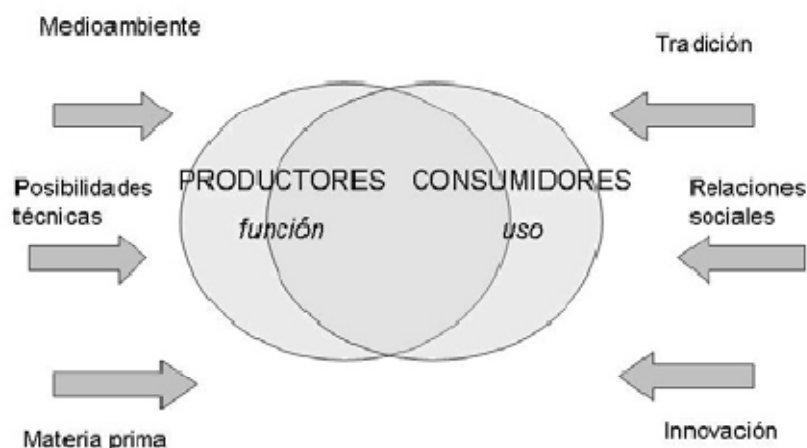 Medioambiente
Tradición
PRODUCTORES CONSUMIDORES
función uso
Posibilidades
técnicas
Relaciones
sociales
Materia prima
Innovación